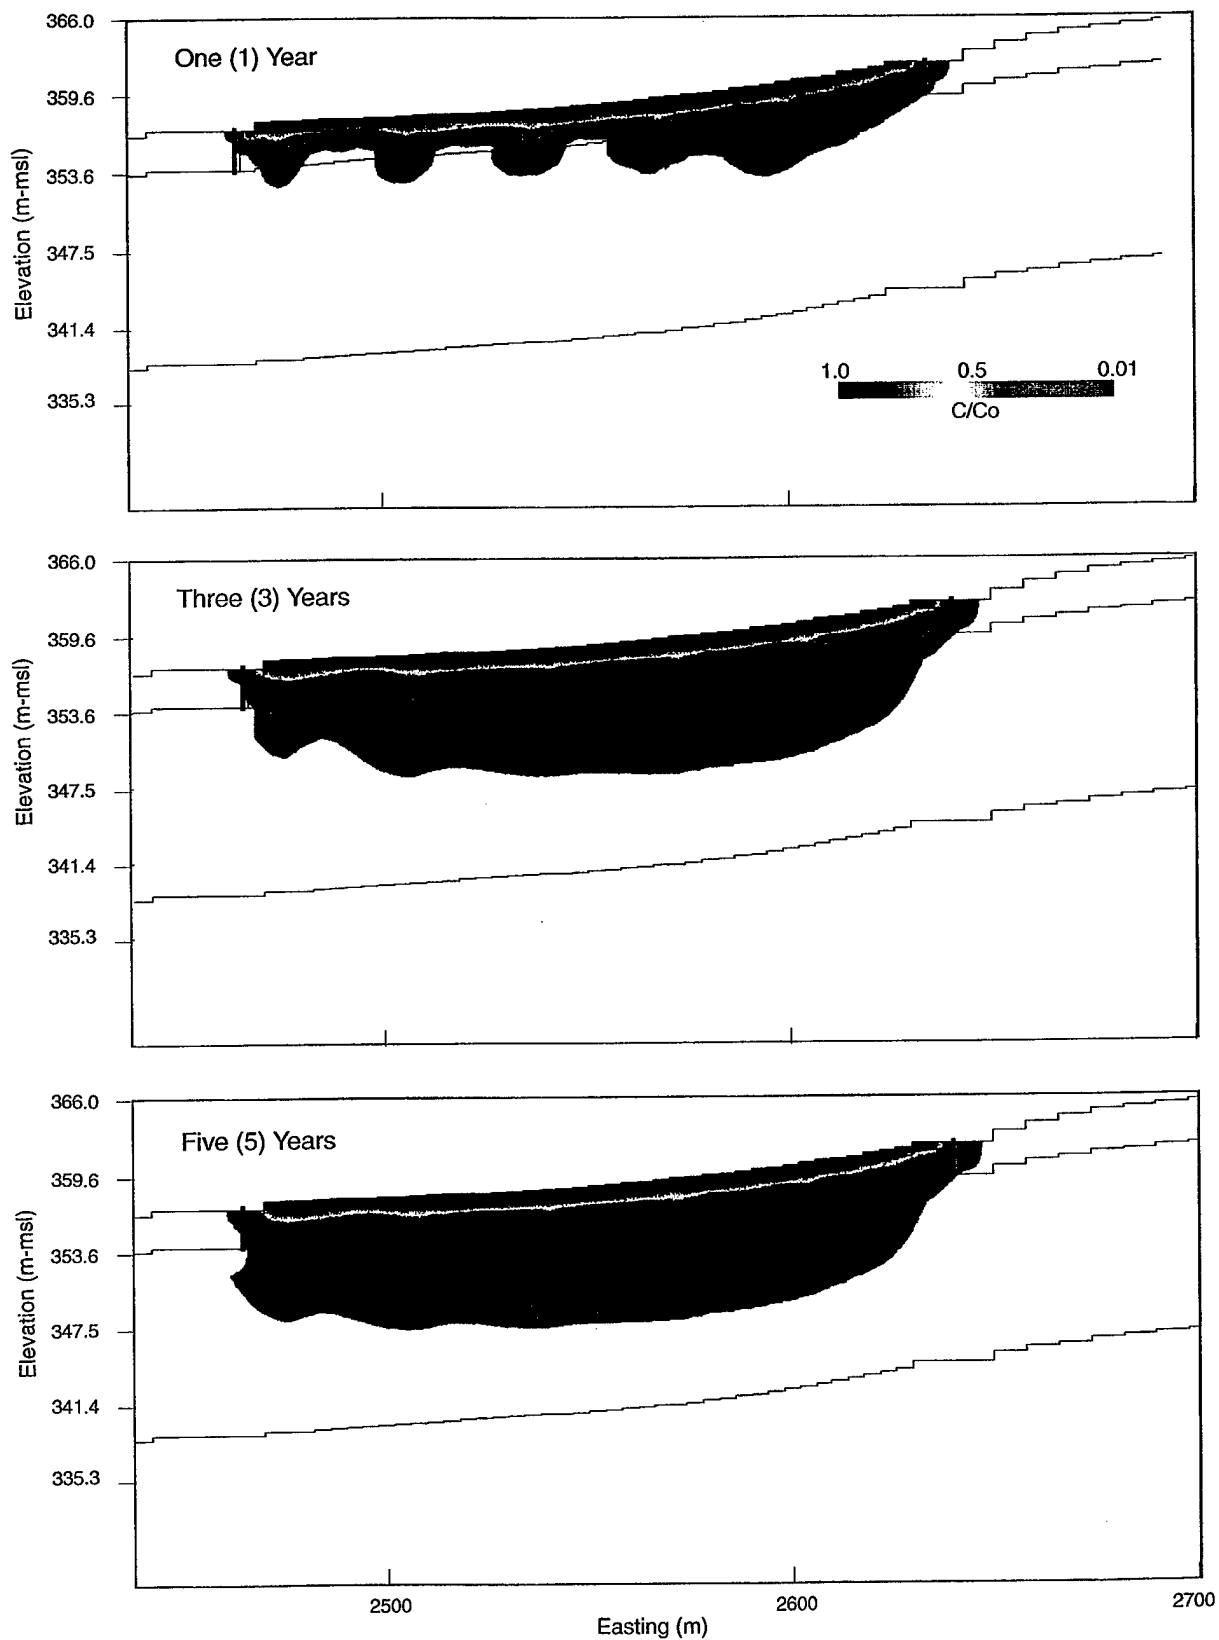 366.0
One (1) Year
359.6
353.6
347.5
341.4
335.3
Elevation (m-msl)
1.0 0.5 0.01
C/Co
366.0
Three (3) Years
359.6
353.6
347.5
341.4
335.3
Elevation (m-msl)
366.0
Five (5) Years
359.6
353.6
347.5
341.4
335.3
Elevation (m-msl)
2500 2600 2700
Easting (m)